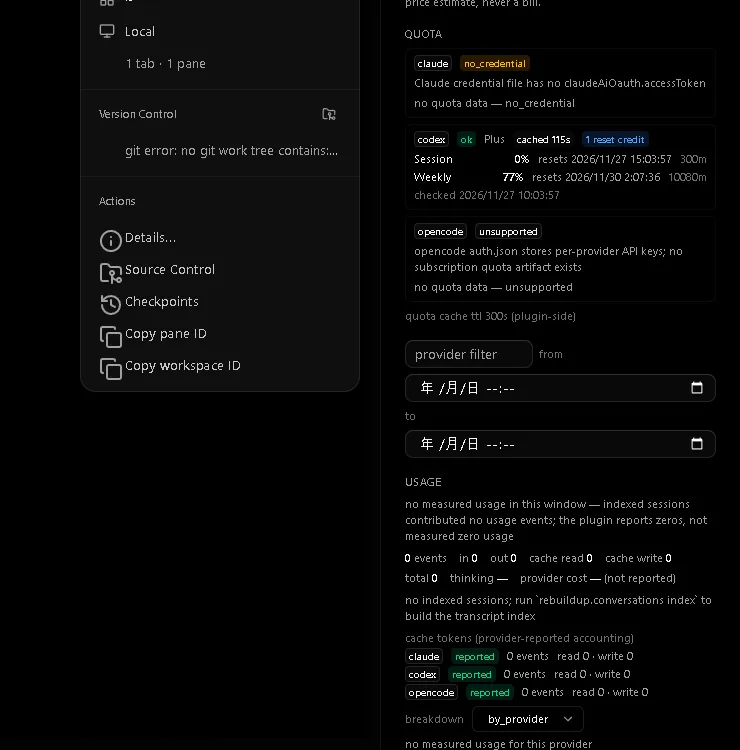 Local
1 tab · 1 pane
Version Control
git error: no git work tree contains:...
Actions
Details...
Source Control
Checkpoints
Copy pane ID
Copy workspace ID
price estimate, never a bill.
QUOTA
claude no_credential
Claude credential file has no claudeAiOauth.accessToken
no quota data — no_credential
codex ok Plus cached 115s 1 reset credit
Session 0% resets 2026/11/27 15:03:57 300m
Weekly 77% resets 2026/11/30 2:07:36 10080m
checked 2026/11/27 10:03:57
opencode unsupported
opencode auth.json stores per-provider API keys; no
subscription quota artifact exists
no quota data — unsupported
quota cache ttl 300s (plugin-side)
provider filter from
年 /月/日 --:--
to
年 /月/日 --:--
USAGE
no measured usage in this window — indexed sessions
contributed no usage events; the plugin reports zeros, not
measured zero usage
0 events in 0 out 0 cache read 0 cache write 0
total 0 thinking — provider cost — (not reported)
no indexed sessions; run `rebuildup.conversations index` to
build the transcript index
cache tokens (provider-reported accounting)
claude reported 0 events read 0 · write 0
codex reported 0 events read 0 · write 0
opencode reported 0 events read 0 · write 0
breakdown by_provider
no measured usage for this provider